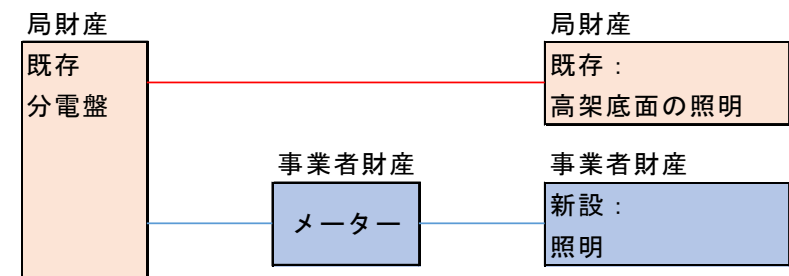 局財産
既存
分電盤
局財産
既存：
高架底面の照明
事業者財産
メーター
事業者財産
新設：
照明